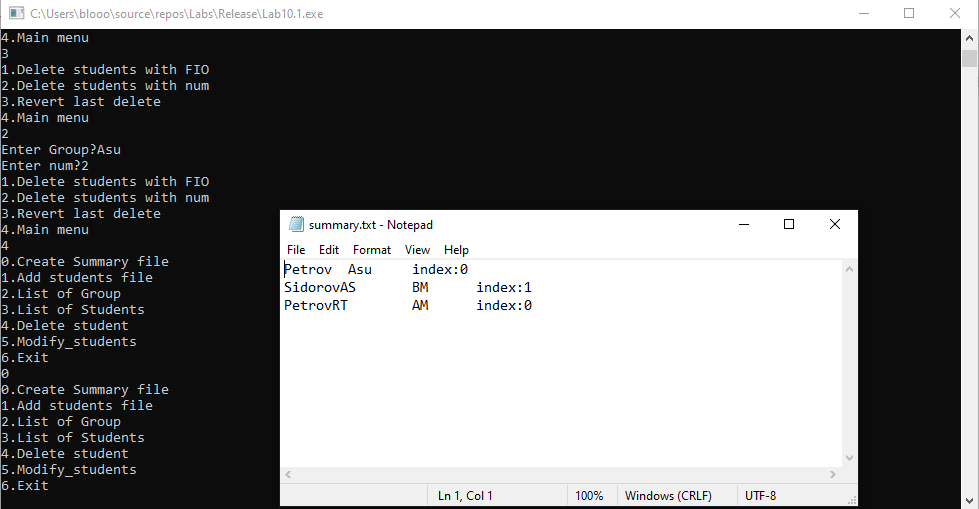 C:\Users\blooo\source\repos\Labs\Release\Lab10.1.exe
4.Main menu
3
1.Delete students with FIO
2.Delete students with num
3.Revert last delete
4.Main menu
2
Enter Group?Asu
Enter num?2
1.Delete students with FIO
2.Delete students with num
3.Revert last delete
4.Main menu
4
0.Create Summary file
1.Add students file
2.List of Group
3.List of Students
4.Delete student
5.Modify_students
6.Exit
0
0.Create Summary file
1.Add students file
2.List of Group
3.List of Students
4.Delete student
5.Modify_students
6.Exit
summary.txt - Notepad
File Edit Format View Help
Petrov  Asu     index:0
SidorovAS       BM      index:1
PetrovRT        AM      index:0
Ln 1, Col 1 100% Windows (CRLF) UTF-8